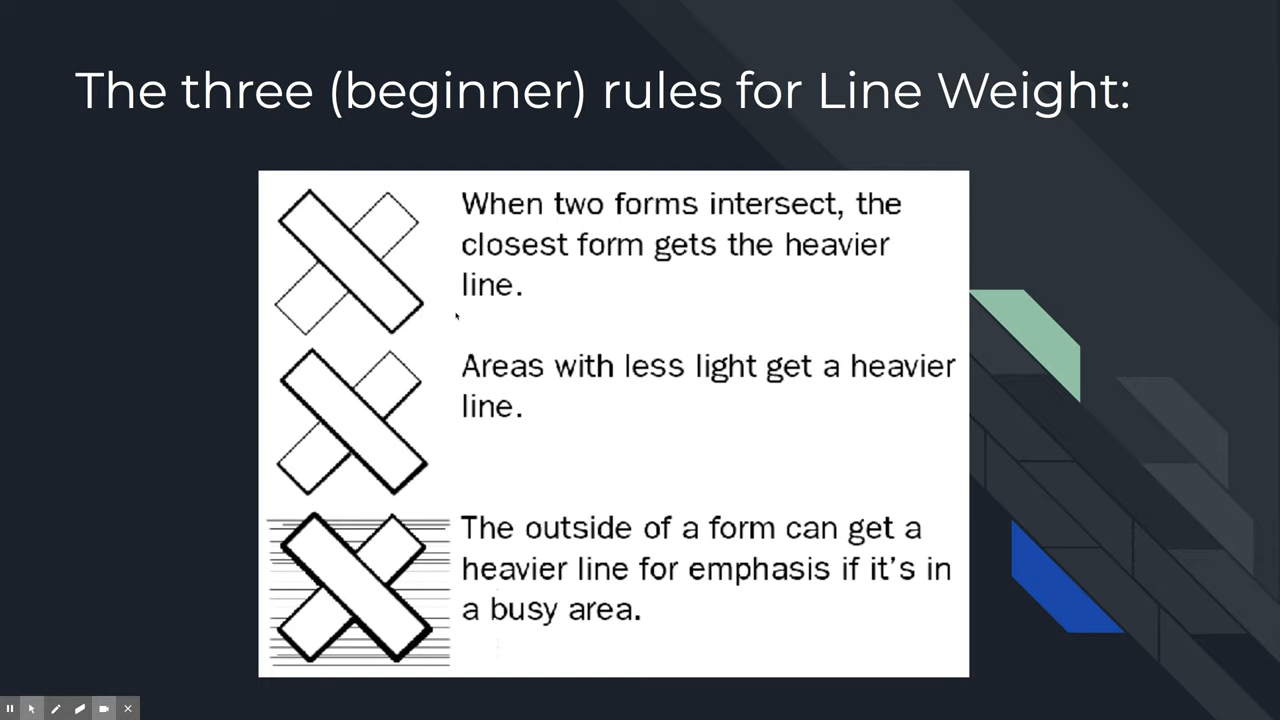 The three (beginner) rules for Line Weight:
When two forms intersect, the
closest form gets the heavier
line.
Areas with less light get a heavier
line.
The outside of a form can get a
heavier line for emphasis if it's in
a busy area.